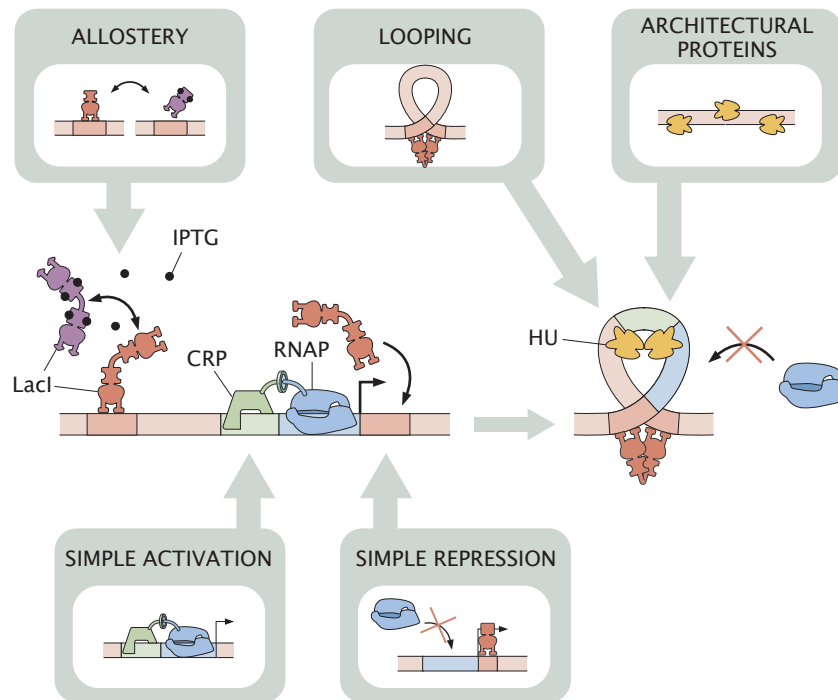 ALLOSTERY
LOOPING
ARCHITECTURAL
PROTEINS
IPTG
LacI
CRP
RNAP
HU
SIMPLE ACTIVATION
SIMPLE REPRESSION